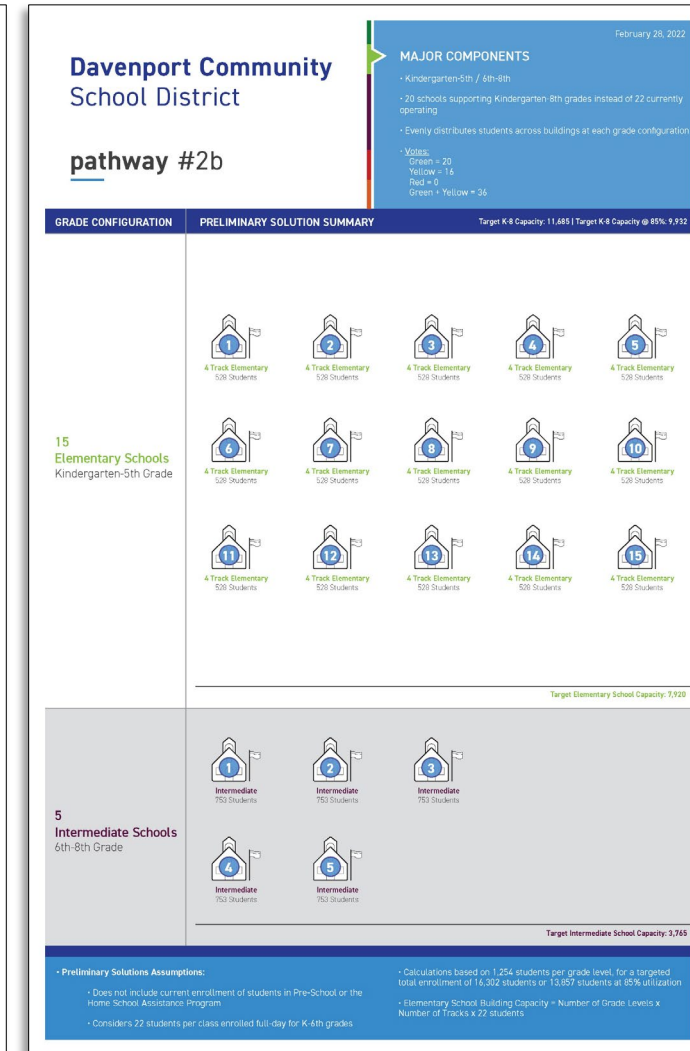 February 28, 2022
Davenport Community
School District
pathway #2b
MAJOR COMPONENTS
• Kindergarten-5th / 6th-8th
• 20 schools supporting Kindergarten-8th grades instead of 22 currently
operating
• Evenly distributes students across buildings at each grade configuration
• Votes:
Green = 20
Yellow = 16
Red = 0
Green + Yellow = 36
GRADE CONFIGURATION PRELIMINARY SOLUTION SUMMARY Target K-8 Capacity: 11,685 | Target K-8 Capacity @ 85%: 9,932
15
Elementary Schools
Kindergarten-5th Grade
1 2 3 4 5
4 Track Elementary 4 Track Elementary 4 Track Elementary 4 Track Elementary 4 Track Elementary
528 Students 528 Students 528 Students 528 Students 528 Students
6 7 8 9 10
4 Track Elementary 4 Track Elementary 4 Track Elementary 4 Track Elementary 4 Track Elementary
528 Students 528 Students 528 Students 528 Students 528 Students
11 12 13 14 15
4 Track Elementary 4 Track Elementary 4 Track Elementary 4 Track Elementary 4 Track Elementary
528 Students 528 Students 528 Students 528 Students 528 Students
Target Elementary School Capacity: 7,920
5
Intermediate Schools
6th-8th Grade
1 2 3
Intermediate Intermediate Intermediate
753 Students 753 Students 753 Students
4 5
Intermediate Intermediate
753 Students 753 Students
Target Intermediate School Capacity: 3,765
• Preliminary Solutions Assumptions:
• Does not include current enrollment of students in Pre-School or the
Home School Assistance Program
• Considers 22 students per class enrolled full-day for K-6th grades
• Calculations based on 1,254 students per grade level, for a targeted
total enrollment of 16,302 students or 13,857 students at 85% utilization
• Elementary School Building Capacity = Number of Grade Levels x
Number of Tracks x 22 students